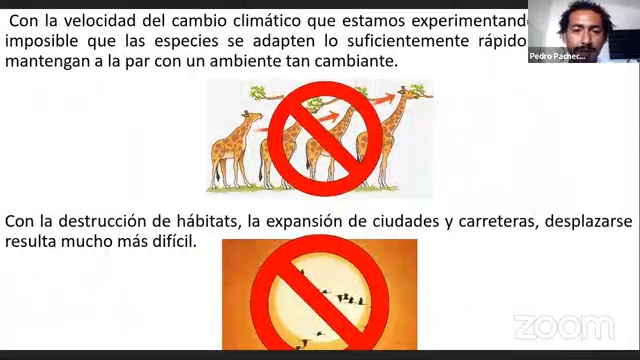 Con la velocidad del cambio climático que estamos experimentando
imposible que las especies se adapten lo suficientemente rápido
mantengan a la par con un ambiente tan cambiante.
Pedro Pachec...
Con la destrucción de hábitats, la expansión de ciudades y carreteras, desplazarse
resulta mucho más difícil.
zoom